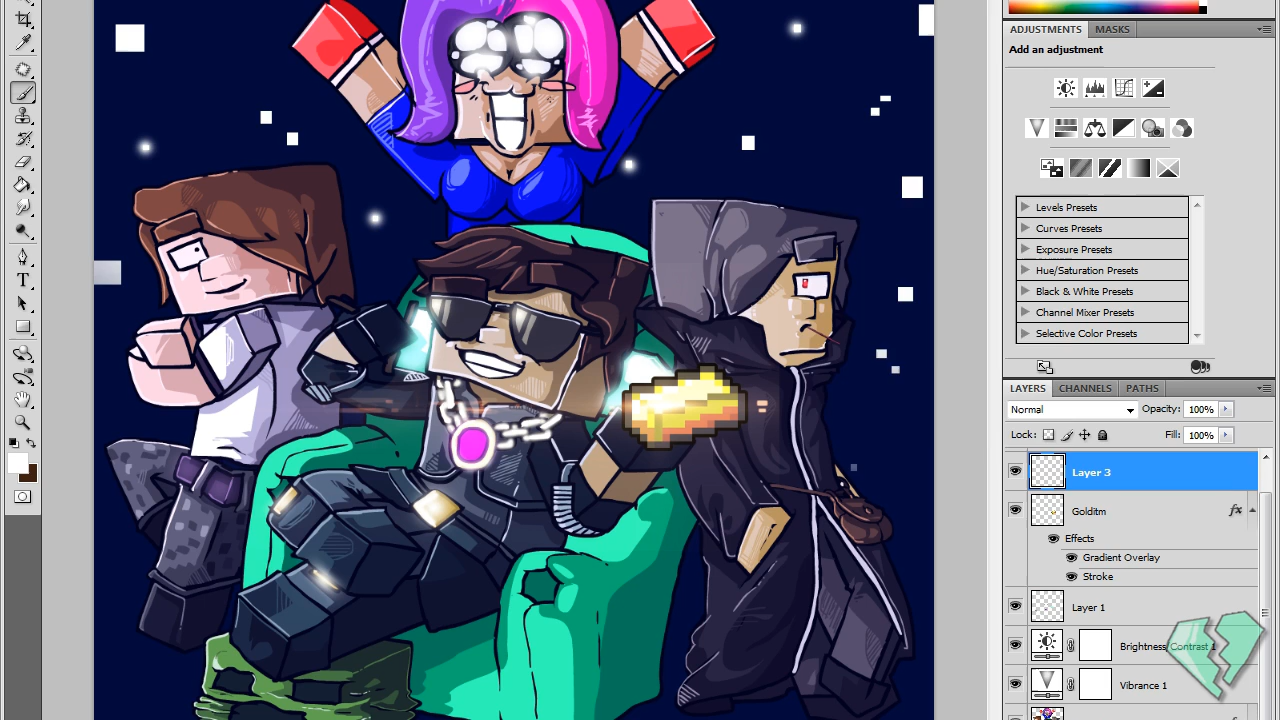 ADJUSTMENTS MASKS
Add an adjustment
Levels Presets
Curves Presets
Exposure Presets
Hue/Saturation Presets
Black & White Presets
Channel Mixer Presets
Selective Color Presets
LAYERS CHANNELS PATHS
Normal Opacity: 100%
Lock: Fill: 100%
Layer 3
Golditm fx
Effects
Gradient Overlay
Stroke
Layer 1
Brightness/Contrast 1
Vibrance 1
T